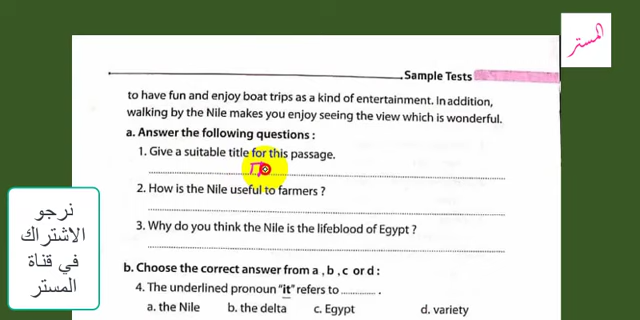 المستر
Sample Tests
to have fun and enjoy boat trips as a kind of entertainment. In addition,
walking by the Nile makes you enjoy seeing the view which is wonderful.
a. Answer the following questions :
1. Give a suitable title for this passage.
2. How is the Nile useful to farmers ?
3. Why do you think the Nile is the lifeblood of Egypt ?
b. Choose the correct answer from a , b , c or d :
4. The underlined pronoun "it" refers to ............ .
a. the Nile b. the delta c. Egypt d. variety
نرجو
الاشتراك
في قناة
المستر